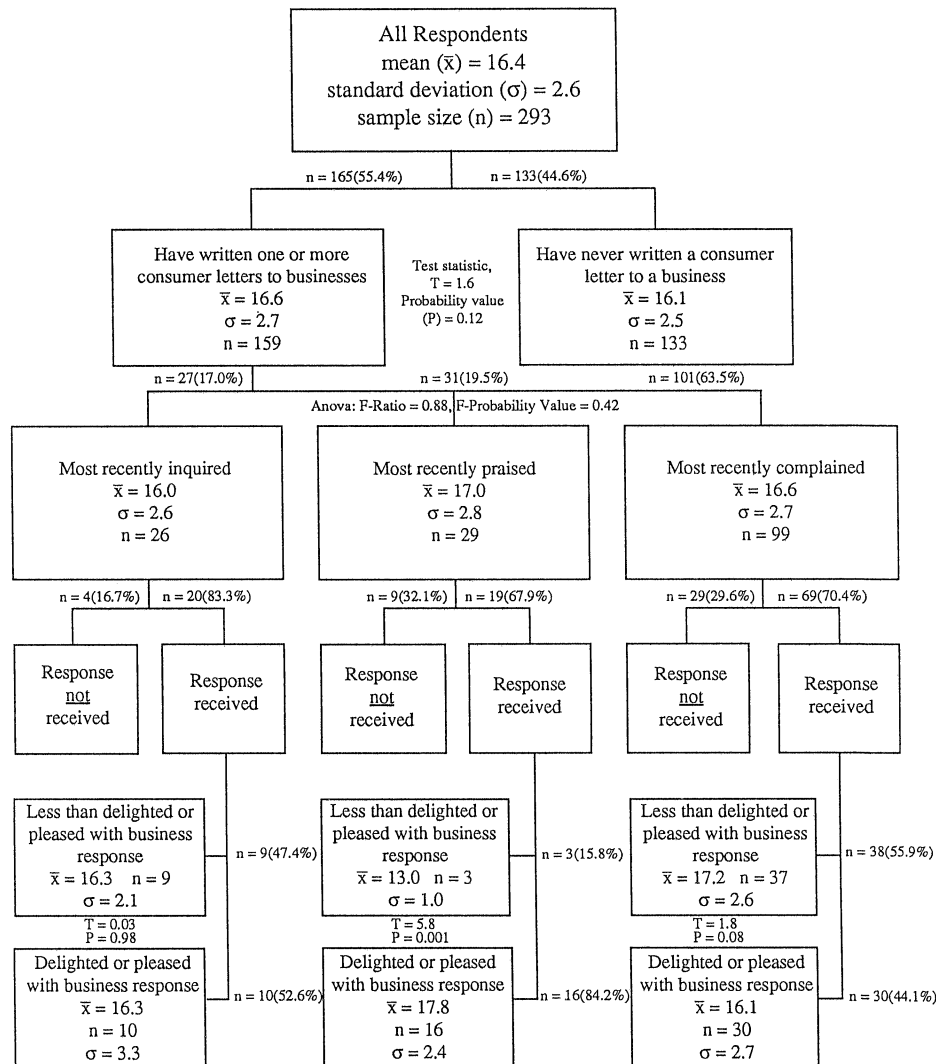 All Respondents
mean (x̄) = 16.4
standard deviation (σ) = 2.6
sample size (n) = 293
n = 165(55.4%)
n = 133(44.6%)
Have written one or more
consumer letters to businesses
x̄ = 16.6
σ = 2.7
n = 159
Test statistic,
T = 1.6
Probability value
(P) = 0.12
Have never written a consumer
letter to a business
x̄ = 16.1
σ = 2.5
n = 133
n = 27(17.0%)
n = 31(19.5%)
n = 101(63.5%)
Anova: F-Ratio = 0.88, F-Probability Value = 0.42
Most recently inquired
x̄ = 16.0
σ = 2.6
n = 26
Most recently praised
x̄ = 17.0
σ = 2.8
n = 29
Most recently complained
x̄ = 16.6
σ = 2.7
n = 99
n = 4(16.7%)
n = 20(83.3%)
n = 9(32.1%)
n = 19(67.9%)
n = 29(29.6%)
n = 69(70.4%)
Response
not
received
Response
received
Response
not
received
Response
received
Response
not
received
Response
received
Less than delighted or
pleased with business
response
x̄ = 16.3 n = 9
σ = 2.1
n = 9(47.4%)
Less than delighted or
pleased with business
response
x̄ = 13.0 n = 3
σ = 1.0
n = 3(15.8%)
Less than delighted or
pleased with business
response
x̄ = 17.2 n = 37
σ = 2.6
n = 38(55.9%)
T = 0.03
P = 0.98
T = 5.8
P = 0.001
T = 1.8
P = 0.08
Delighted or pleased
with business response
x̄ = 16.3
n = 10
σ = 3.3
n = 10(52.6%)
Delighted or pleased
with business response
x̄ = 17.8
n = 16
σ = 2.4
n = 16(84.2%)
Delighted or pleased
with business response
x̄ = 16.1
n = 30
σ = 2.7
n = 30(44.1%)